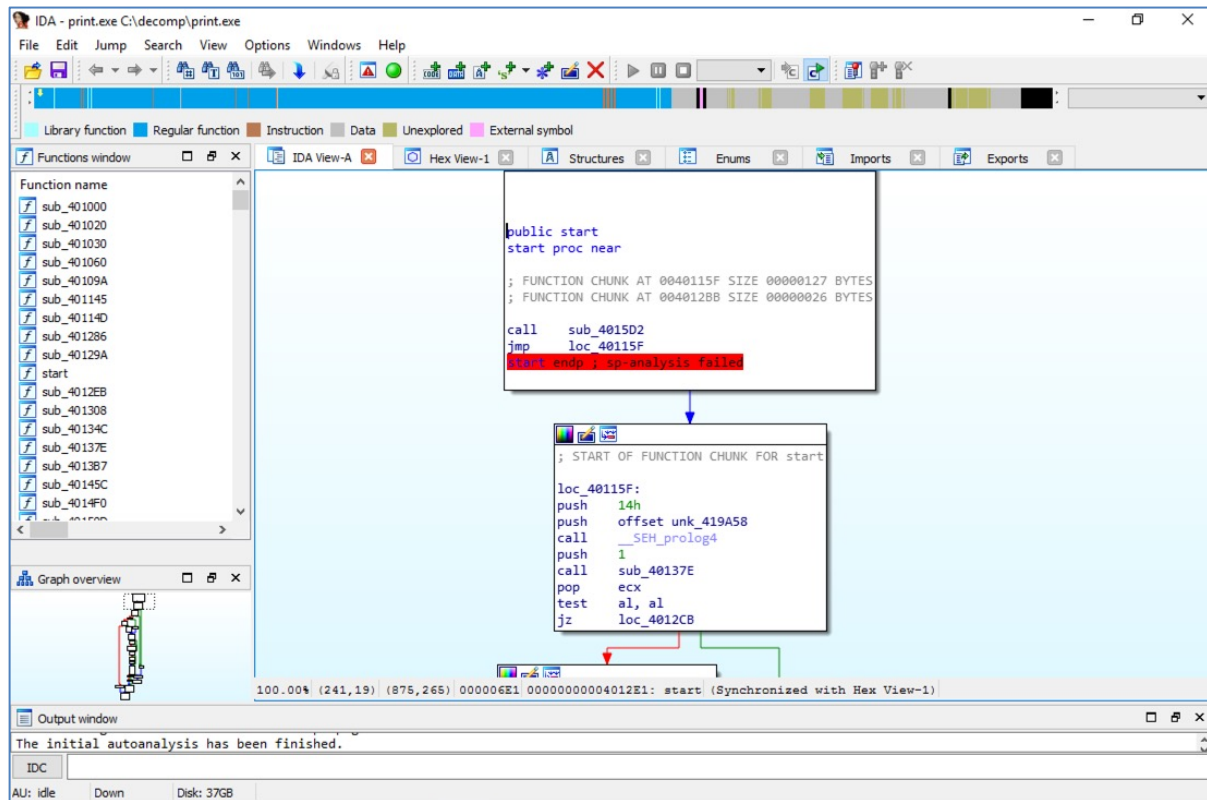 IDA - print.exe C:\decomp\print.exe
File Edit Jump Search View Options Windows Help
Library function Regular function Instruction Data Unexplored External symbol
Functions window
IDA View-A Hex View-1 Structures Enums Imports Exports
Function name
sub_401000
sub_401020
sub_401030
sub_401060
sub_40109A
sub_401145
sub_40114D
sub_401286
sub_40129A
start
sub_4012EB
sub_401308
sub_40134C
sub_40137E
sub_4013B7
sub_40145C
sub_4014F0
public start
start proc near
; FUNCTION CHUNK AT 0040115F SIZE 00000127 BYTES
; FUNCTION CHUNK AT 004012BB SIZE 00000026 BYTES
call sub_4015D2
jmp loc_40115F
start endp ; sp-analysis failed
; START OF FUNCTION CHUNK FOR start
loc_40115F:
push 14h
push offset unk_419A58
call __SEH_prolog4
push 1
call sub_40137E
pop ecx
test al, al
jz loc_4012CB
Graph overview
100.00% (241,19) (875,265) 000006E1 00000000004012E1: start (Synchronized with Hex View-1)
Output window
The initial autoanalysis has been finished.
IDC
AU: idle Down Disk: 37GB